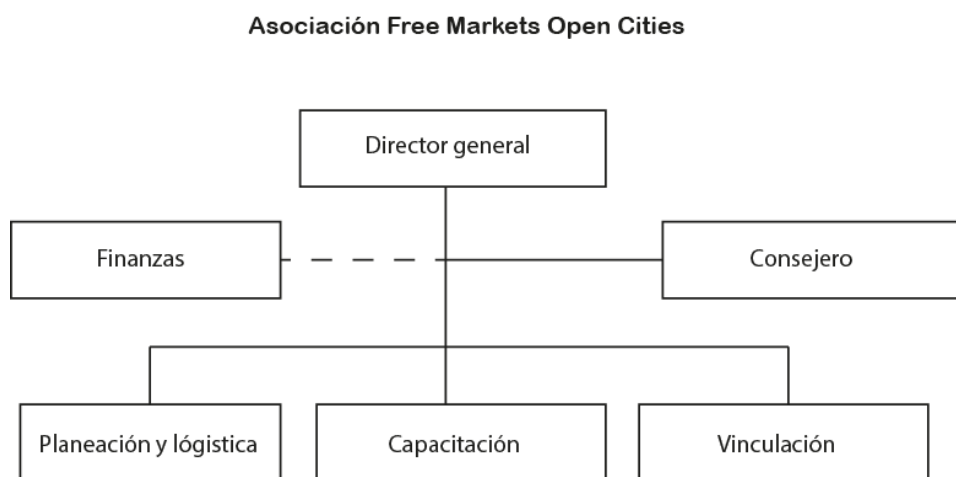 Asociación Free Markets Open Cities
Director general
Finanzas
Consejero
Planeación y lógistica
Capacitación
Vinculación